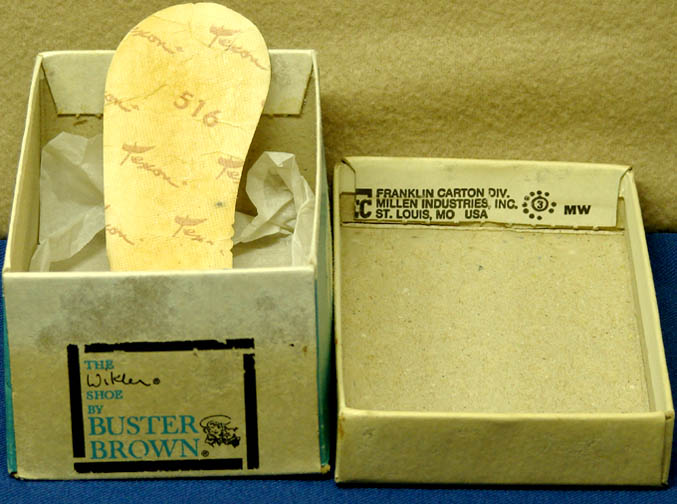 Texon
516
Texon
Texon
Texon
Texon
THE
Wikler®
SHOE
BY
BUSTER
BROWN®
FC FRANKLIN CARTON DIV.
MILLEN INDUSTRIES, INC.
ST. LOUIS, MO USA
3
MW